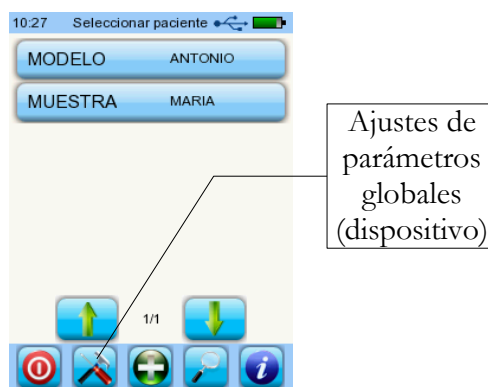 10:27 Seleccionar paciente
MODELO ANTONIO
MUESTRA MARIA
Ajustes de
parámetros
globales
(dispositivo)
1/1
i